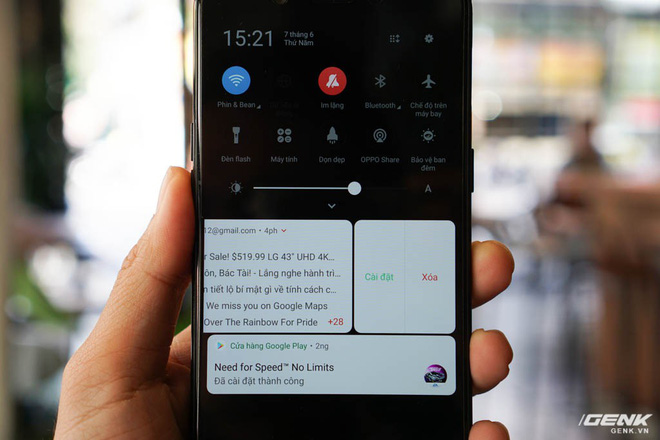 15:21
7 tháng 6
Thứ Năm
Phin & Bean
Im lặng
Bluetooth
Chế độ trên
máy bay
Đèn flash
Máy tính
Dọn dẹp
OPPO Share
Bảo vệ ban
đêm
A
12@gmail.com • 4ph
r Sale! $519.99 LG 43" UHD 4K...
ôn, Bác Tài! - Lắng nghe hành trì...
n tiết lộ bí mật gì về tính cách c...
We miss you on Google Maps
Over The Rainbow For Pride +28
Cài đặt
Xóa
Cửa hàng Google Play • 2ng
Need for Speed™ No Limits
Đã cài đặt thành công
GENK
GENK.VN